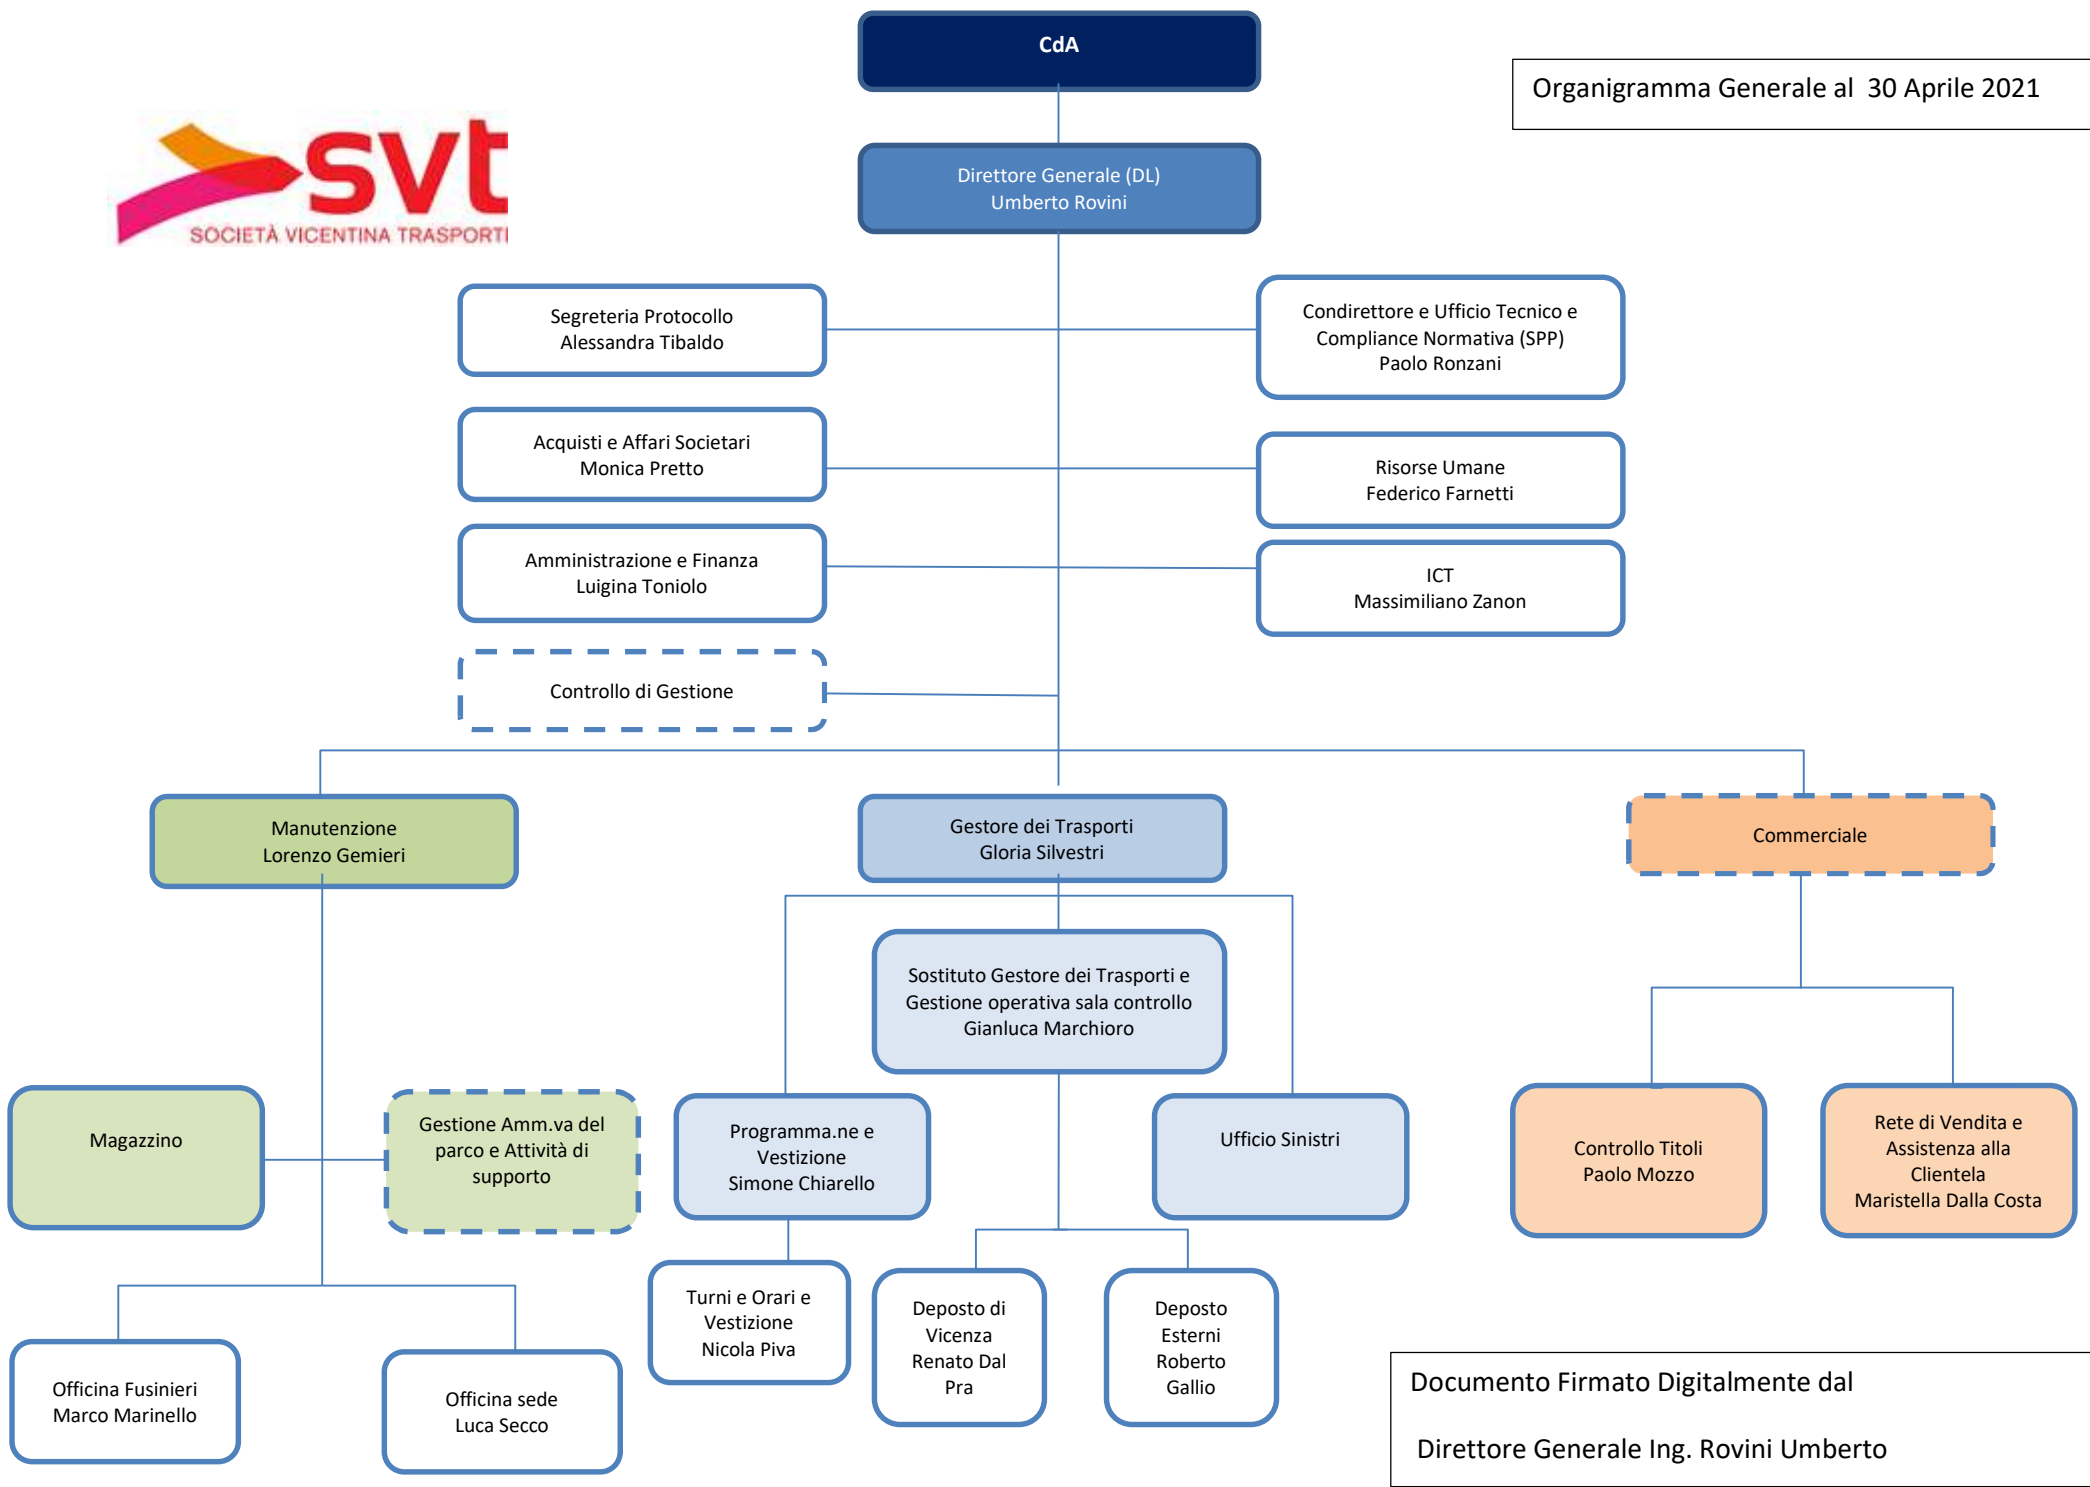 CdA
Organigramma Generale al  30 Aprile 2021
svt
SOCIETÀ VICENTINA TRASPORTI
Direttore Generale (DL)
Umberto Rovini
Segreteria Protocollo
Alessandra Tibaldo
Condirettore e Ufficio Tecnico e
Compliance Normativa (SPP)
Paolo Ronzani
Acquisti e Affari Societari
Monica Pretto
Risorse Umane
Federico Farnetti
Amministrazione e Finanza
Luigina Toniolo
ICT
Massimiliano Zanon
Controllo di Gestione
Manutenzione
Lorenzo Gemieri
Gestore dei Trasporti
Gloria Silvestri
Commerciale
Sostituto Gestore dei Trasporti e
Gestione operativa sala controllo
Gianluca Marchioro
Magazzino
Gestione Amm.va del
parco e Attività di
supporto
Programma.ne e
Vestizione
Simone Chiarello
Ufficio Sinistri
Controllo Titoli
Paolo Mozzo
Rete di Vendita e
Assistenza alla
Clientela
Maristella Dalla Costa
Turni e Orari e
Vestizione
Nicola Piva
Deposto di
Vicenza
Renato Dal
Pra
Deposto
Esterni
Roberto
Gallio
Officina Fusinieri
Marco Marinello
Officina sede
Luca Secco
Documento Firmato Digitalmente dal
Direttore Generale Ing. Rovini Umberto